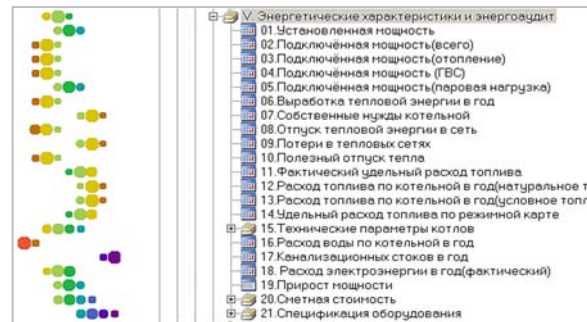 V. Энергетические характеристики и энергоаудит
01.Установленная мощность
02.Подключённая мощность(всего)
03.Подключённая мощность(отопление)
04.Подключённая мощность (ГВС)
05.Подключённая мощность(паровая нагрузка)
06.Выработка тепловой энергии в год
07.Собственные нужды котельной
08.Отпуск тепловой энергии в сеть
09.Потери в тепловых сетях
10.Полезный отпуск тепла
11.Фактический удельный расход топлива
12.Расход топлива по котельной в год(натуральное т
13.Расход топлива по котельной в год(условное топл
14.Удельный расход топлива по режимной карте
15.Технические параметры котлов
16.Расход воды по котельной в год
17.Канализационных стоков в год
18. Расход электроэнергии в год(фактический)
19.Прирост мощности
20.Сметная стоимость
21.Спецификация оборудования